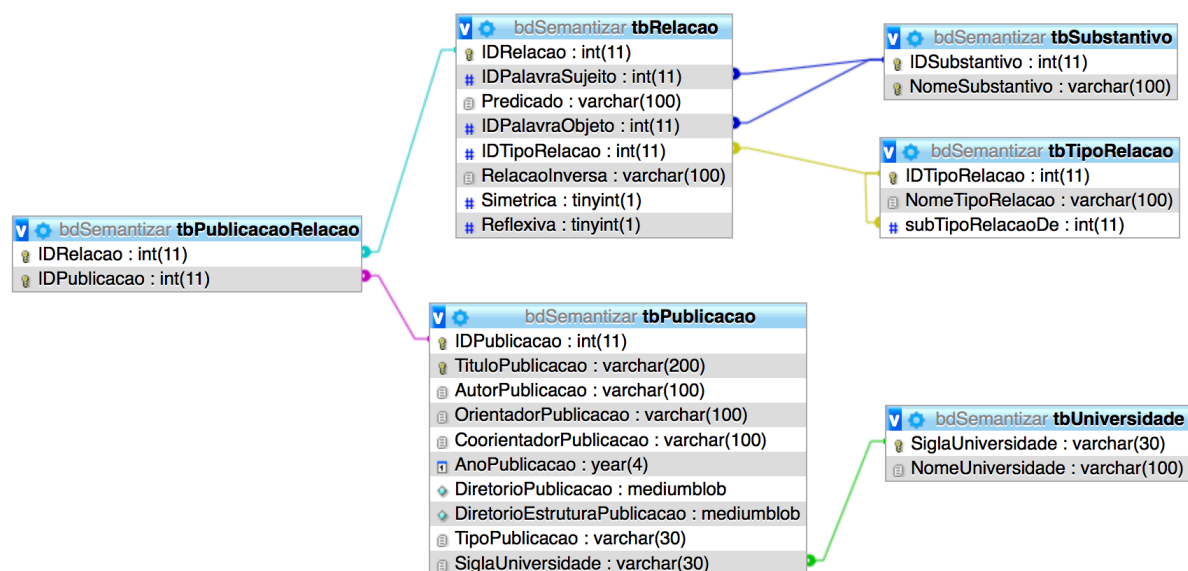 bdSemantizar tbRelacao
IDRelacao : int(11)
IDPalavraSujeito : int(11)
Predicado : varchar(100)
IDPalavraObjeto : int(11)
IDTipoRelacao : int(11)
RelacaoInversa : varchar(100)
Simetrica : tinyint(1)
Reflexiva : tinyint(1)
bdSemantizar tbSubstantivo
IDSubstantivo : int(11)
NomeSubstantivo : varchar(100)
bdSemantizar tbTipoRelacao
IDTipoRelacao : int(11)
NomeTipoRelacao : varchar(100)
subTipoRelacaoDe : int(11)
bdSemantizar tbPublicacaoRelacao
IDRelacao : int(11)
IDPublicacao : int(11)
bdSemantizar tbPublicacao
IDPublicacao : int(11)
TituloPublicacao : varchar(200)
AutorPublicacao : varchar(100)
OrientadorPublicacao : varchar(100)
CoorientadorPublicacao : varchar(100)
AnoPublicacao : year(4)
DiretorioPublicacao : mediumblob
DiretorioEstruturaPublicacao : mediumblob
TipoPublicacao : varchar(30)
SiglaUniversidade : varchar(30)
bdSemantizar tbUniversidade
SiglaUniversidade : varchar(30)
NomeUniversidade : varchar(100)